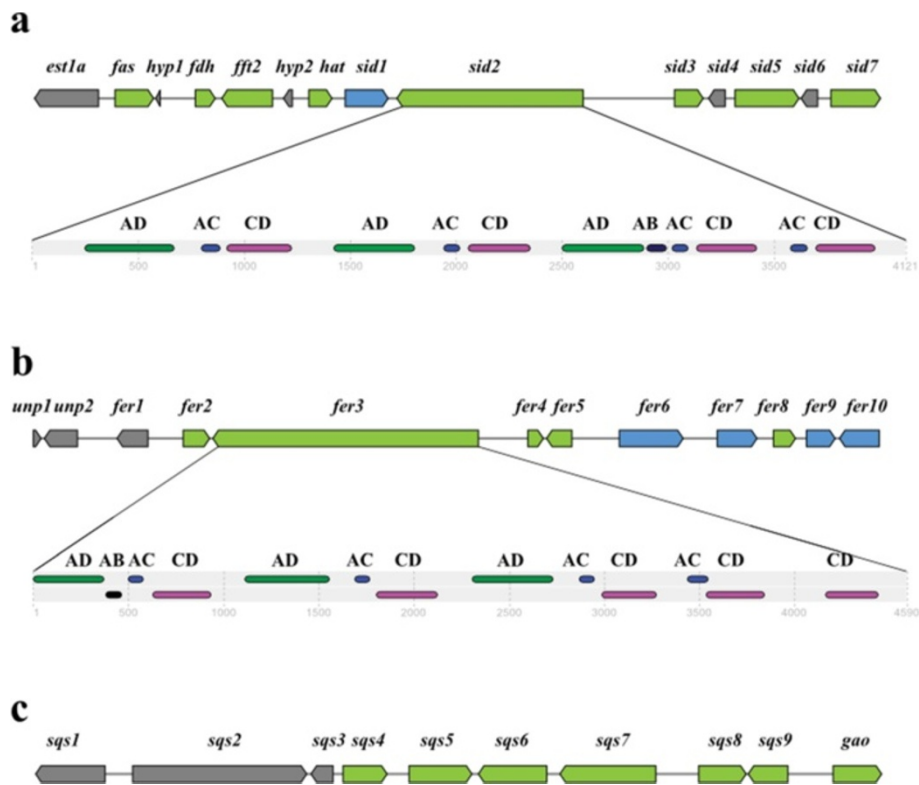 a
est1a fas hyp1 fdh fft2 hyp2 hat sid1 sid2 sid3 sid4 sid5 sid6 sid7
AD AC CD AD AC CD AD AB AC CD AC CD
1 500 1000 1500 2000 2500 3000 3500 4121
b
unp1 unp2 fer1 fer2 fer3 fer4 fer5 fer6 fer7 fer8 fer9 fer10
AD AB AC CD AD AC CD AD AC CD AC CD CD
1 500 1000 1500 2000 2500 3000 3500 4000 4590
c
sqs1 sqs2 sqs3 sqs4 sqs5 sqs6 sqs7 sqs8 sqs9 gao